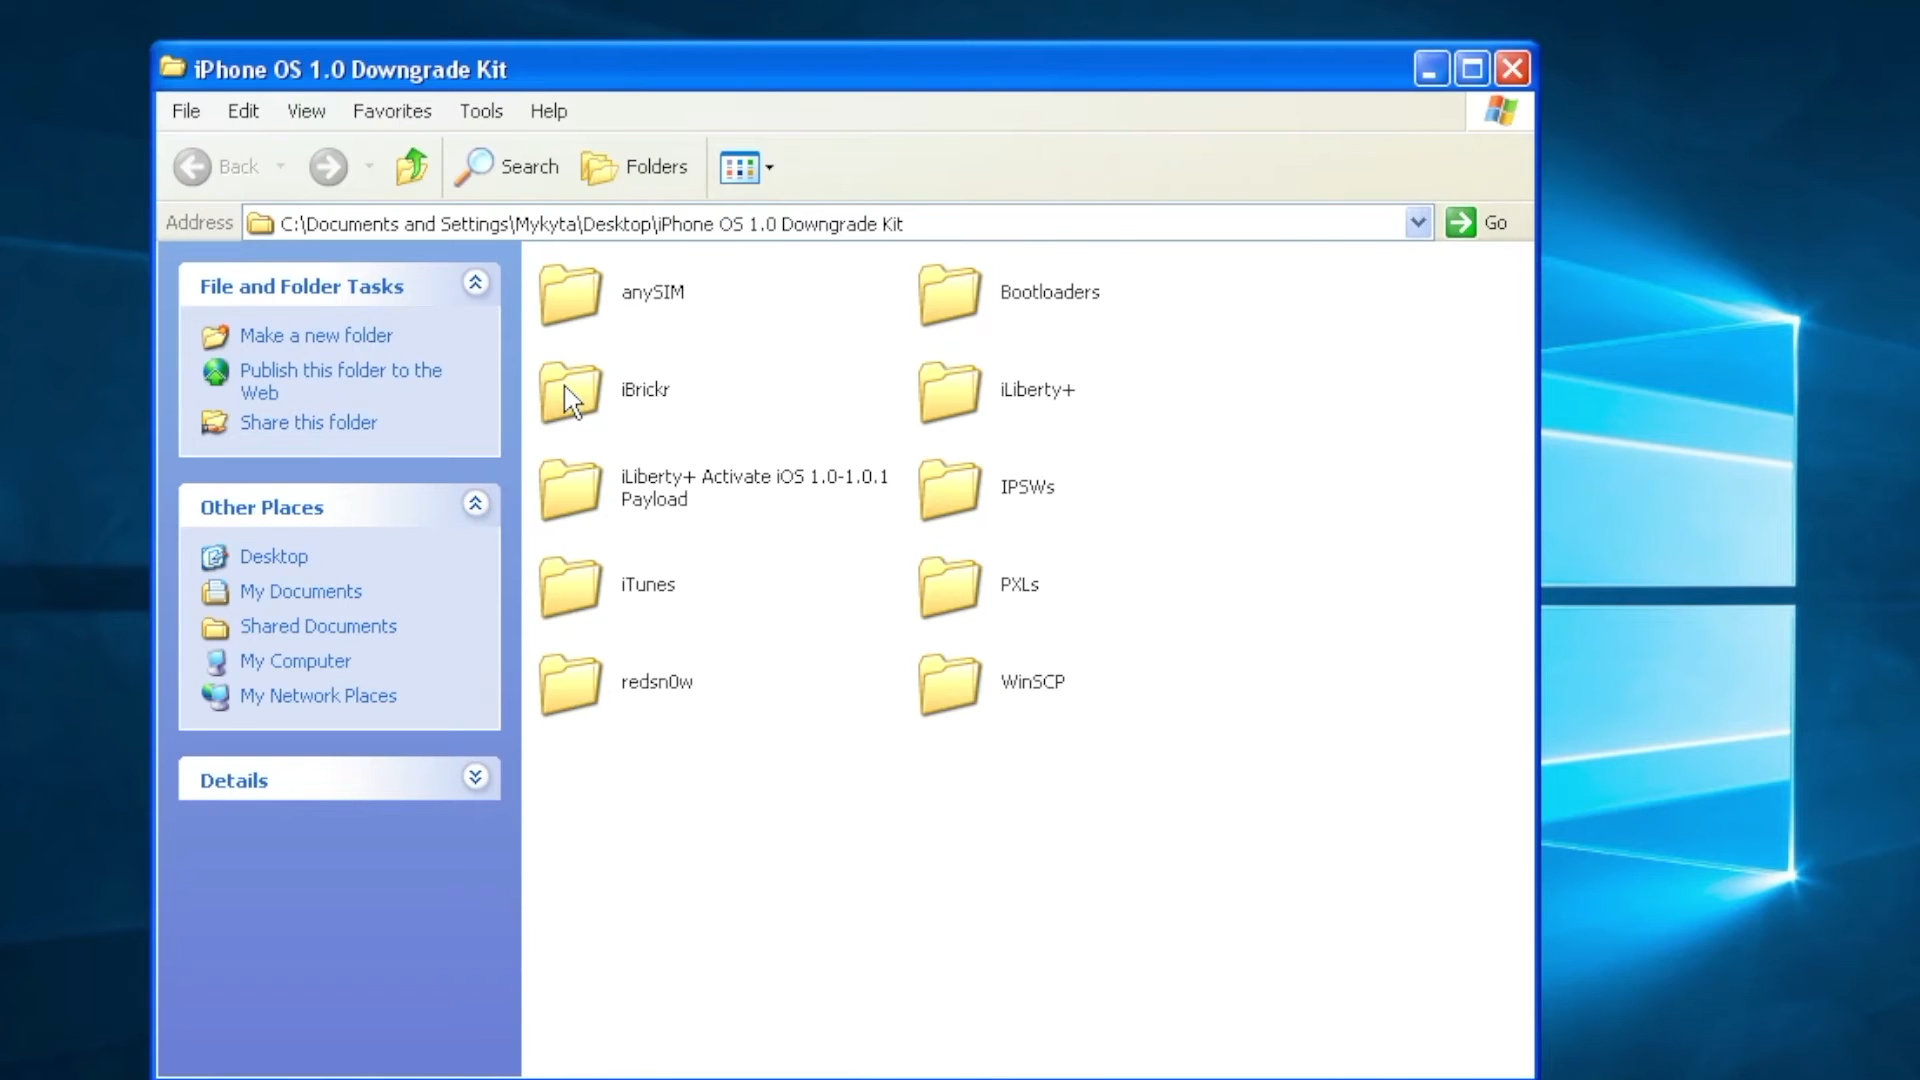 iPhone OS 1.0 Downgrade Kit
File Edit View Favorites Tools Help
Back Search Folders
Address C:\Documents and Settings\Mykyta\Desktop\iPhone OS 1.0 Downgrade Kit Go
File and Folder Tasks
Make a new folder
Publish this folder to the
Web
Share this folder
Other Places
Desktop
My Documents
Shared Documents
My Computer
My Network Places
Details
anySIM
Bootloaders
iBrickr
iLiberty+
iLiberty+ Activate iOS 1.0-1.0.1
Payload
IPSWs
iTunes
PXLs
redsn0w
WinSCP